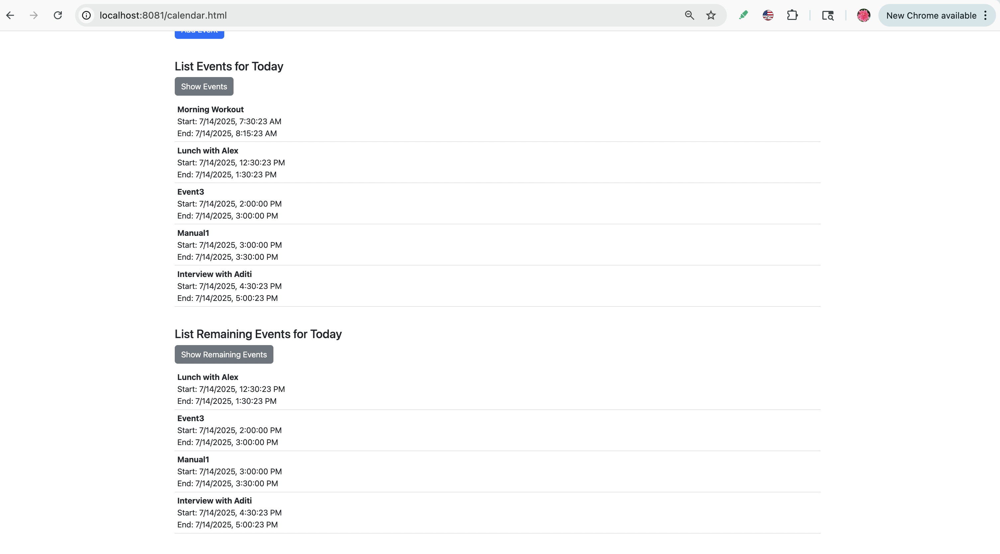 localhost:8081/calendar.html
New Chrome available
Add Event
List Events for Today
Show Events
Morning Workout
Start: 7/14/2025, 7:30:23 AM
End: 7/14/2025, 8:15:23 AM
Lunch with Alex
Start: 7/14/2025, 12:30:23 PM
End: 7/14/2025, 1:30:23 PM
Event3
Start: 7/14/2025, 2:00:00 PM
End: 7/14/2025, 3:00:00 PM
Manual1
Start: 7/14/2025, 3:00:00 PM
End: 7/14/2025, 3:30:00 PM
Interview with Aditi
Start: 7/14/2025, 4:30:23 PM
End: 7/14/2025, 5:00:23 PM
List Remaining Events for Today
Show Remaining Events
Lunch with Alex
Start: 7/14/2025, 12:30:23 PM
End: 7/14/2025, 1:30:23 PM
Event3
Start: 7/14/2025, 2:00:00 PM
End: 7/14/2025, 3:00:00 PM
Manual1
Start: 7/14/2025, 3:00:00 PM
End: 7/14/2025, 3:30:00 PM
Interview with Aditi
Start: 7/14/2025, 4:30:23 PM
End: 7/14/2025, 5:00:23 PM